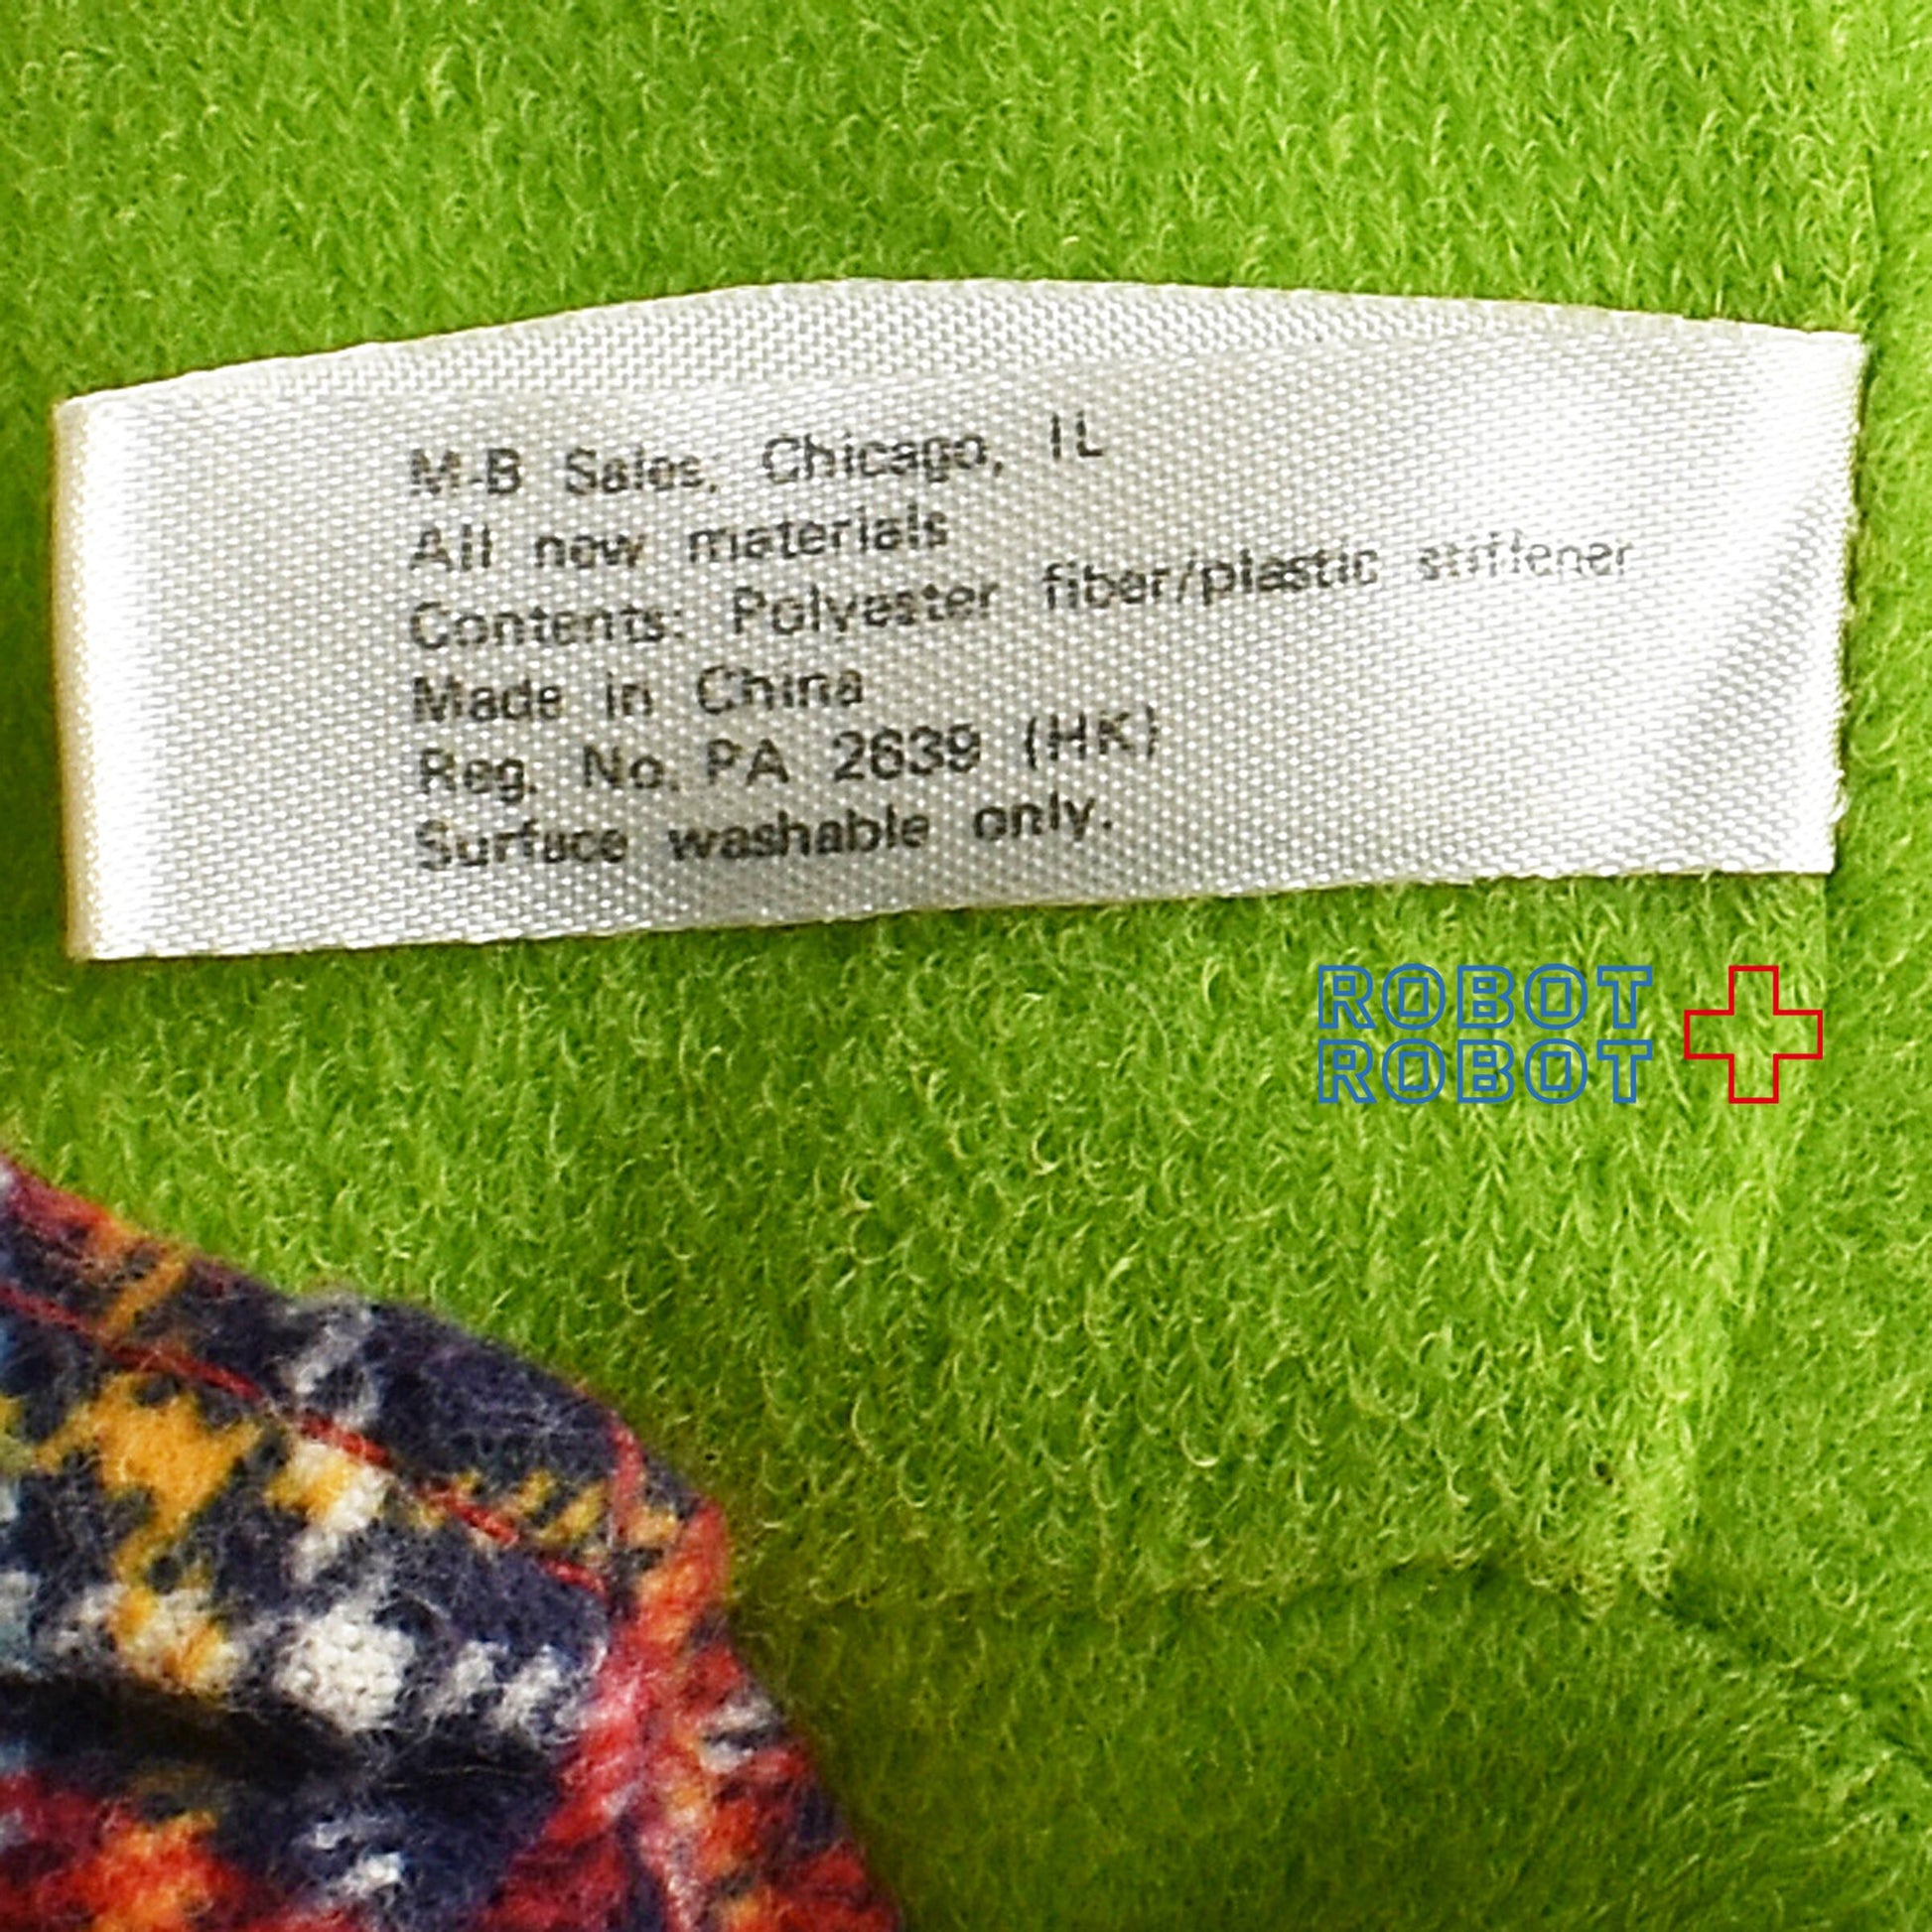 M-B Sales, Chicago, IL
All new materials
Contents: Polyester fiber/plastic stiffener
Made in China
Reg. No. PA 2639 (HK)
Surface washable only.
ROBOT
ROBOT